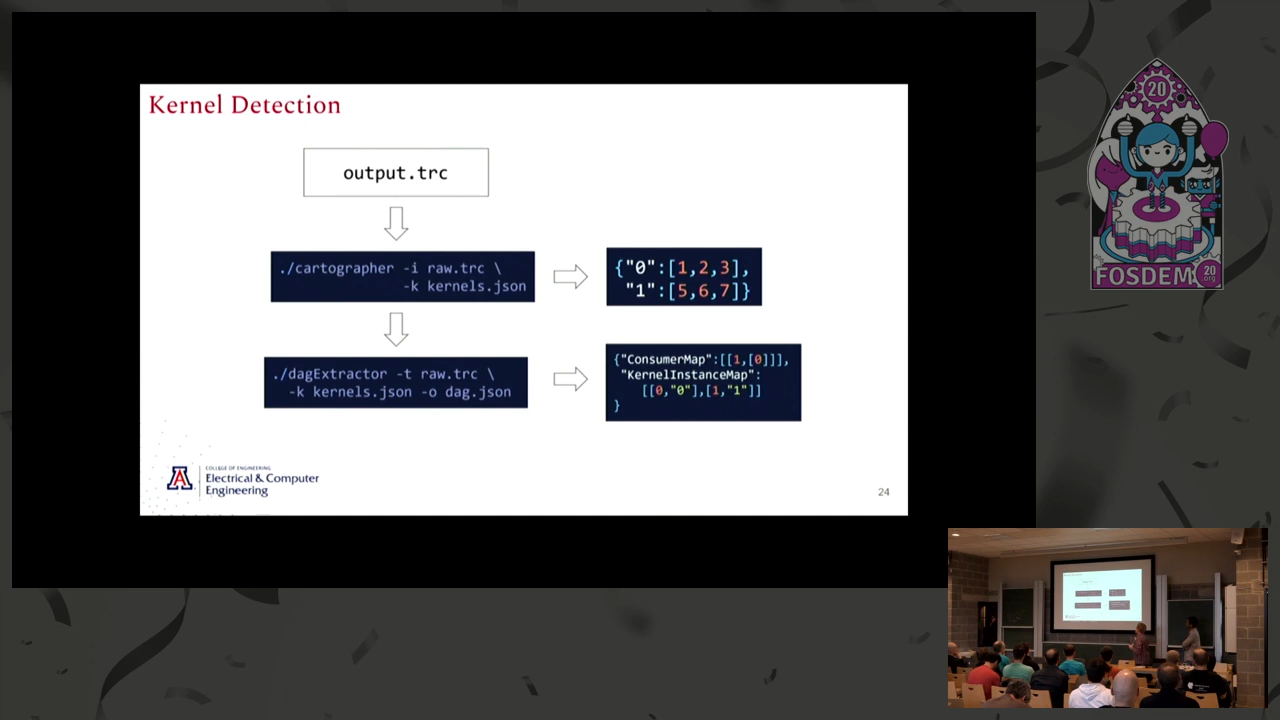 Kernel Detection
output.trc
./cartographer -i raw.trc \
-k kernels.json
{"0":[1,2,3],
"1":[5,6,7]}
./dagExtractor -t raw.trc \
-k kernels.json -o dag.json
{"ConsumerMap":[[1,[0]]],
"KernelInstanceMap":
[[0,"0"],[1,"1"]]
}
A
COLLEGE OF ENGINEERING
Electrical & Computer
Engineering
24
20
FOSDEM
20
.org